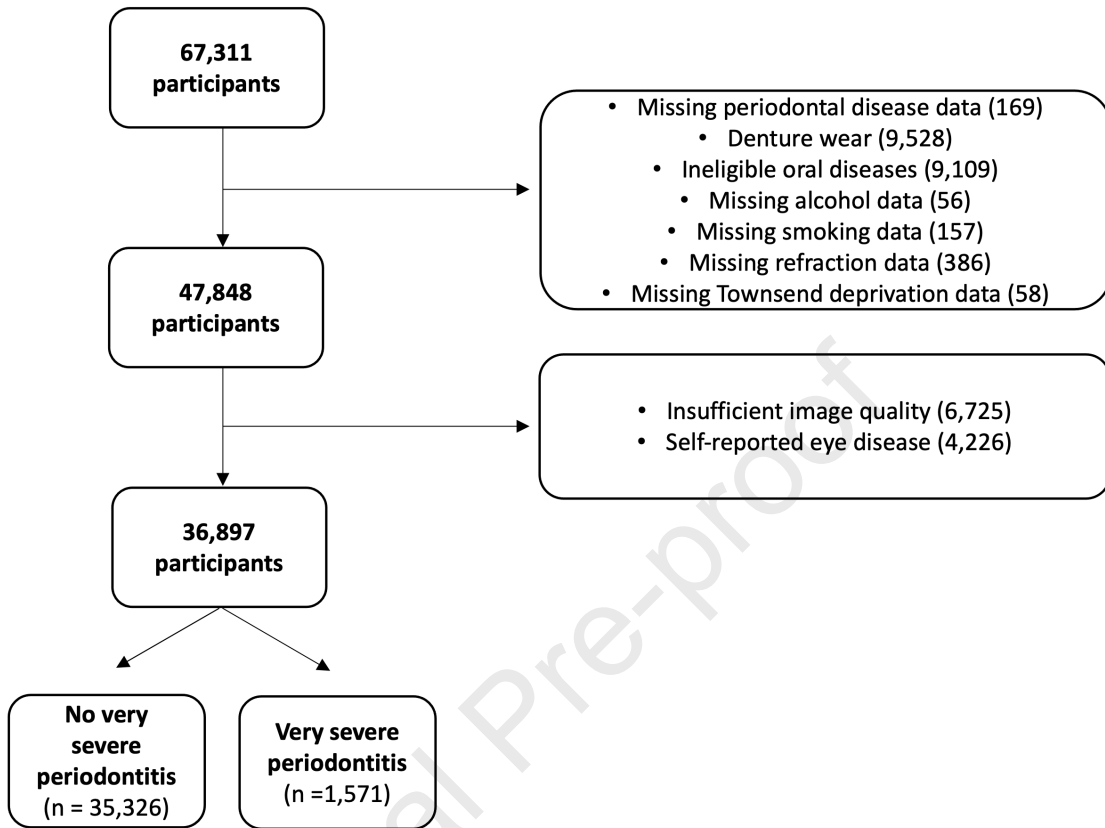 67,311
participants
• Missing periodontal disease data (169)
• Denture wear (9,528)
• Ineligible oral diseases (9,109)
• Missing alcohol data (56)
• Missing smoking data (157)
• Missing refraction data (386)
• Missing Townsend deprivation data (58)
47,848
participants
• Insufficient image quality (6,725)
• Self-reported eye disease (4,226)
36,897
participants
No very
severe
periodontitis
(n = 35,326)
Very severe
periodontitis
(n =1,571)
al Pre-proof